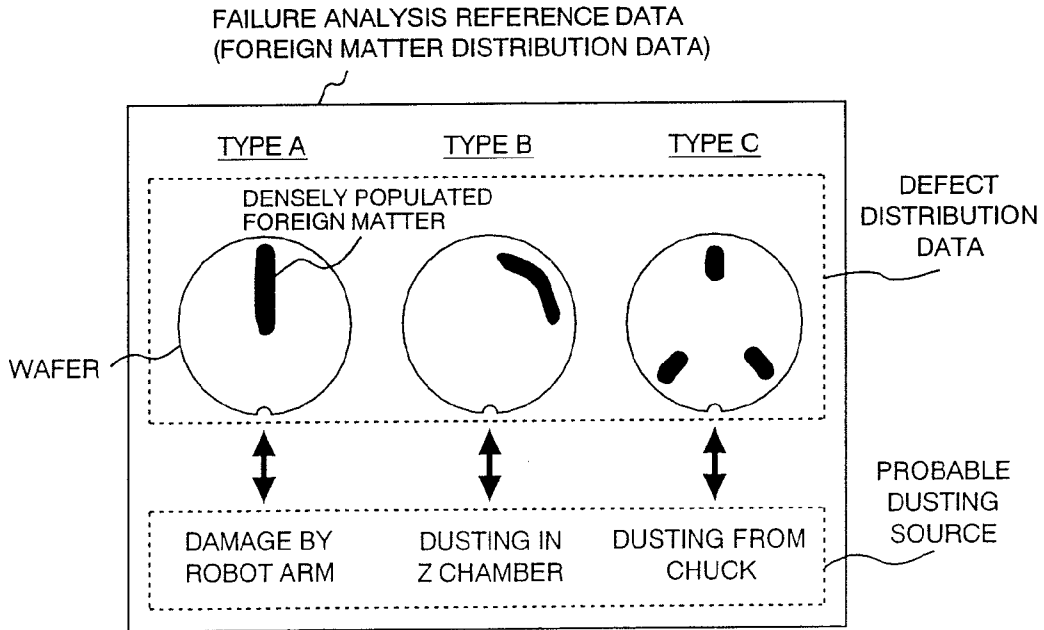 FAILURE ANALYSIS REFERENCE DATA
(FOREIGN MATTER DISTRIBUTION DATA)
TYPE A
TYPE B
TYPE C
DENSELY POPULATED
FOREIGN MATTER
DEFECT
DISTRIBUTION
DATA
WAFER
PROBABLE
DUSTING
SOURCE
DAMAGE BY
ROBOT ARM
DUSTING IN
Z CHAMBER
DUSTING FROM
CHUCK